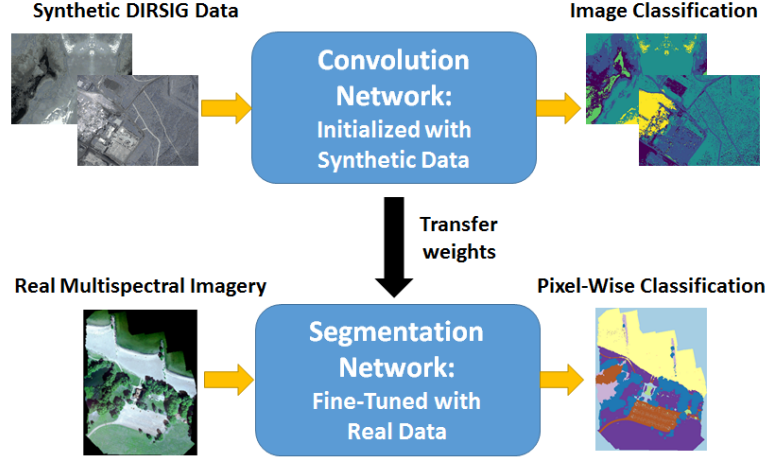 Synthetic DIRSIG Data
Image Classification
Convolution
Network:
Initialized with
Synthetic Data
Transfer
weights
Real Multispectral Imagery
Pixel-Wise Classification
Segmentation
Network:
Fine-Tuned with
Real Data